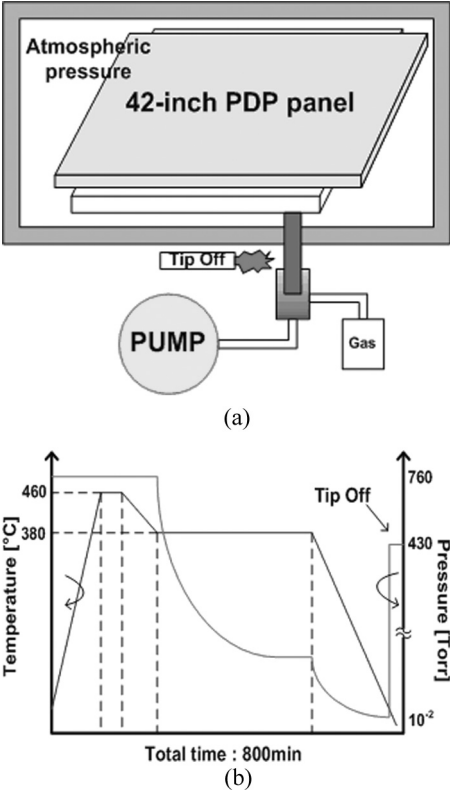 Atmospheric
pressure
42-inch PDP panel
Tip Off
PUMP
Gas
(a)
Temperature [°C]
460
380
Tip Off
760
430
10-2
Pressure [Torr]
Total time : 800min
(b)